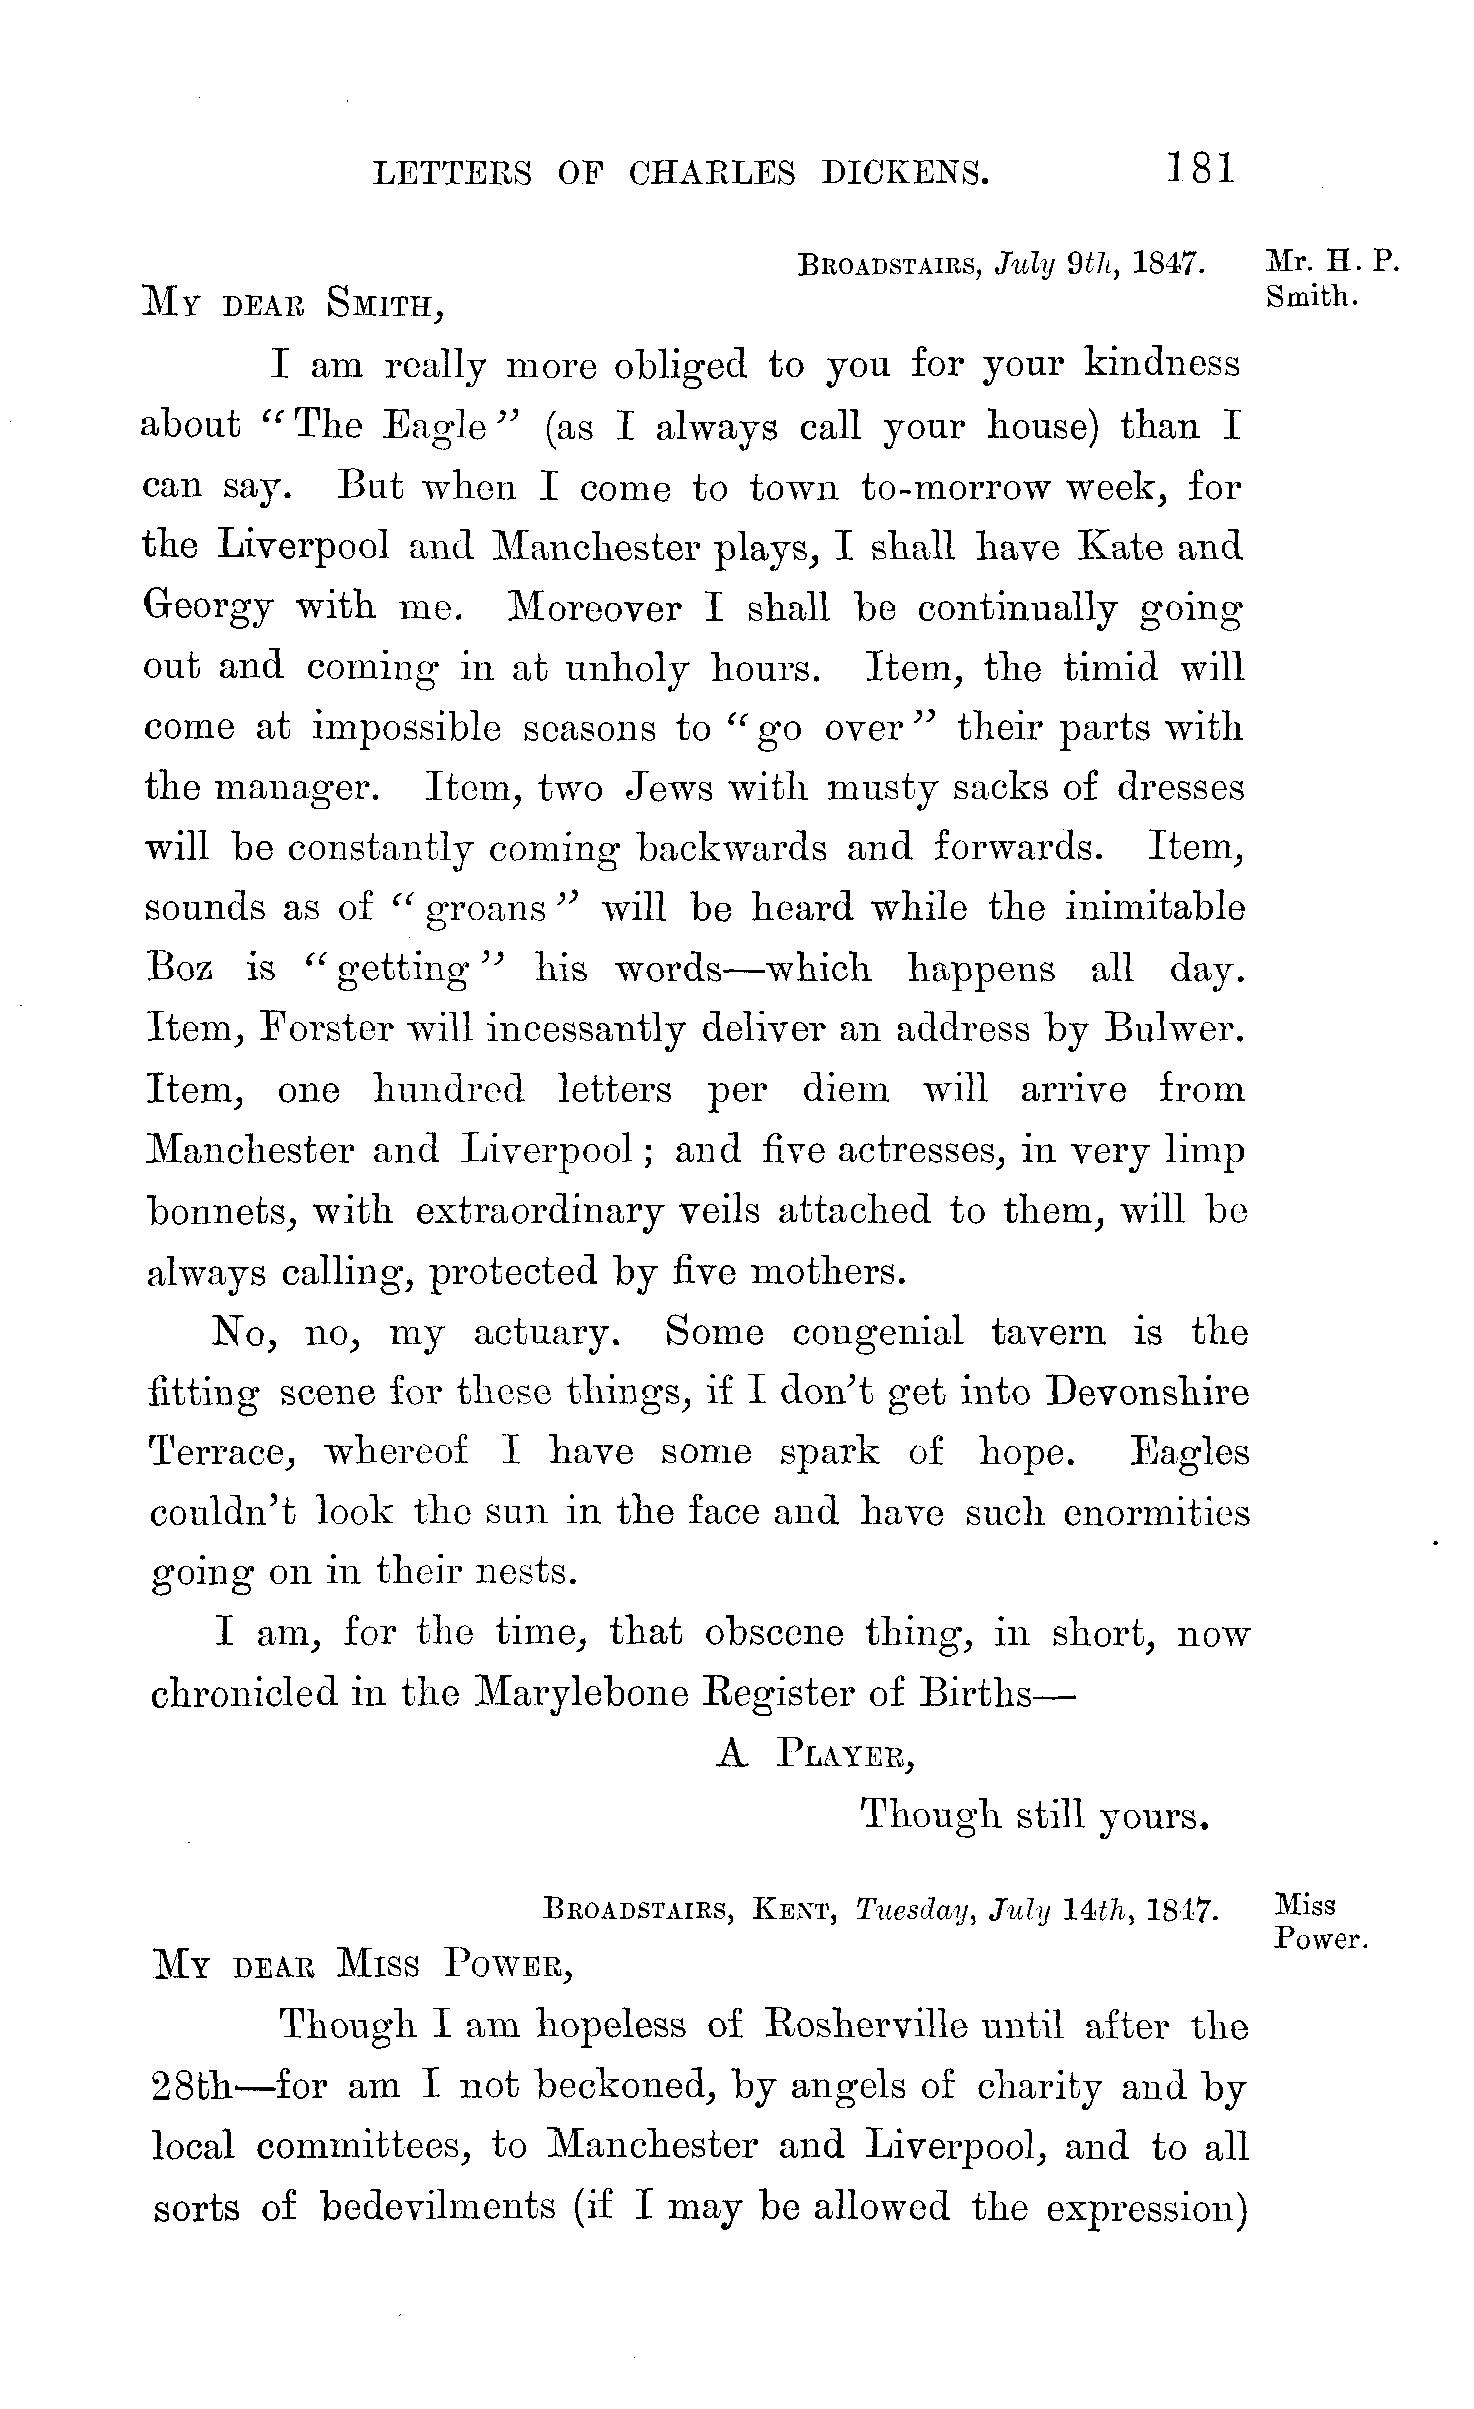 LETTERS OF CHARLES DICKENS. 181
BROADSTAIRS, July 9th, 1847. Mr. H. P.
Smith.
MY DEAR SMITH,
I am really more obliged to you for your kindness
about “The Eagle” (as I always call your house) than I
can say. But when I come to town to-morrow week, for
the Liverpool and Manchester plays, I shall have Kate and
Georgy with me. Moreover I shall be continually going
out and coming in at unholy hours. Item, the timid will
come at impossible seasons to “go over” their parts with
the manager. Item, two Jews with musty sacks of dresses
will be constantly coming backwards and forwards. Item,
sounds as of “groans” will be heard while the inimitable
Boz is “getting” his words—which happens all day.
Item, Forster will incessantly deliver an address by Bulwer.
Item, one hundred letters per diem will arrive from
Manchester and Liverpool; and five actresses, in very limp
bonnets, with extraordinary veils attached to them, will be
always calling, protected by five mothers.
No, no, my actuary. Some congenial tavern is the
fitting scene for these things, if I don’t get into Devonshire
Terrace, whereof I have some spark of hope. Eagles
couldn’t look the sun in the face and have such enormities
going on in their nests.
I am, for the time, that obscene thing, in short, now
chronicled in the Marylebone Register of Births—
A PLAYER,
Though still yours.
BROADSTAIRS, KENT, Tuesday, July 14th, 1847. Miss
Power.
MY DEAR MISS POWER,
Though I am hopeless of Rosherville until after the
28th—for am I not beckoned, by angels of charity and by
local committees, to Manchester and Liverpool, and to all
sorts of bedevilments (if I may be allowed the expression)